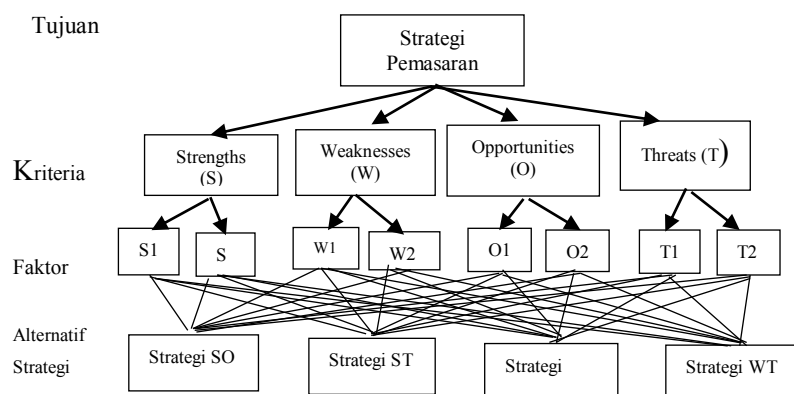 Tujuan
Strategi
Pemasaran
Kriteria
Strengths
(S)
Weaknesses
(W)
Opportunities
(O)
Threats (T)
Faktor
S1
S
W1
W2
O1
O2
T1
T2
Alternatif
Strategi
Strategi SO
Strategi ST
Strategi
Strategi WT